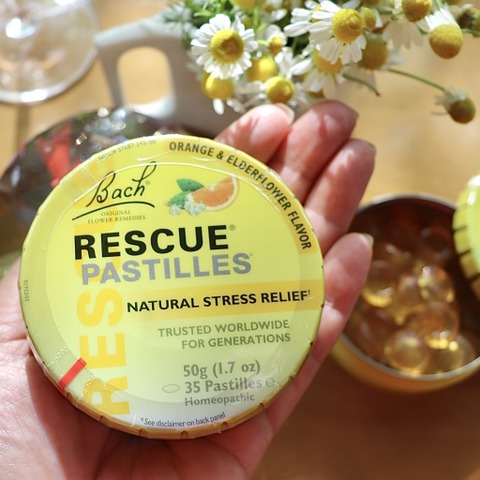 ORANGE & ELDERFLOWER FLAVOR
Bach®
ORIGINAL
FLOWER REMEDIES
RESCUE®
PASTILLES
RESCUE
NATURAL STRESS RELIEF†
TRUSTED WORLDWIDE
FOR GENERATIONS
50g (1.7 oz)
35 Pastilles e
Homeopathic
*See disclaimer on back panel